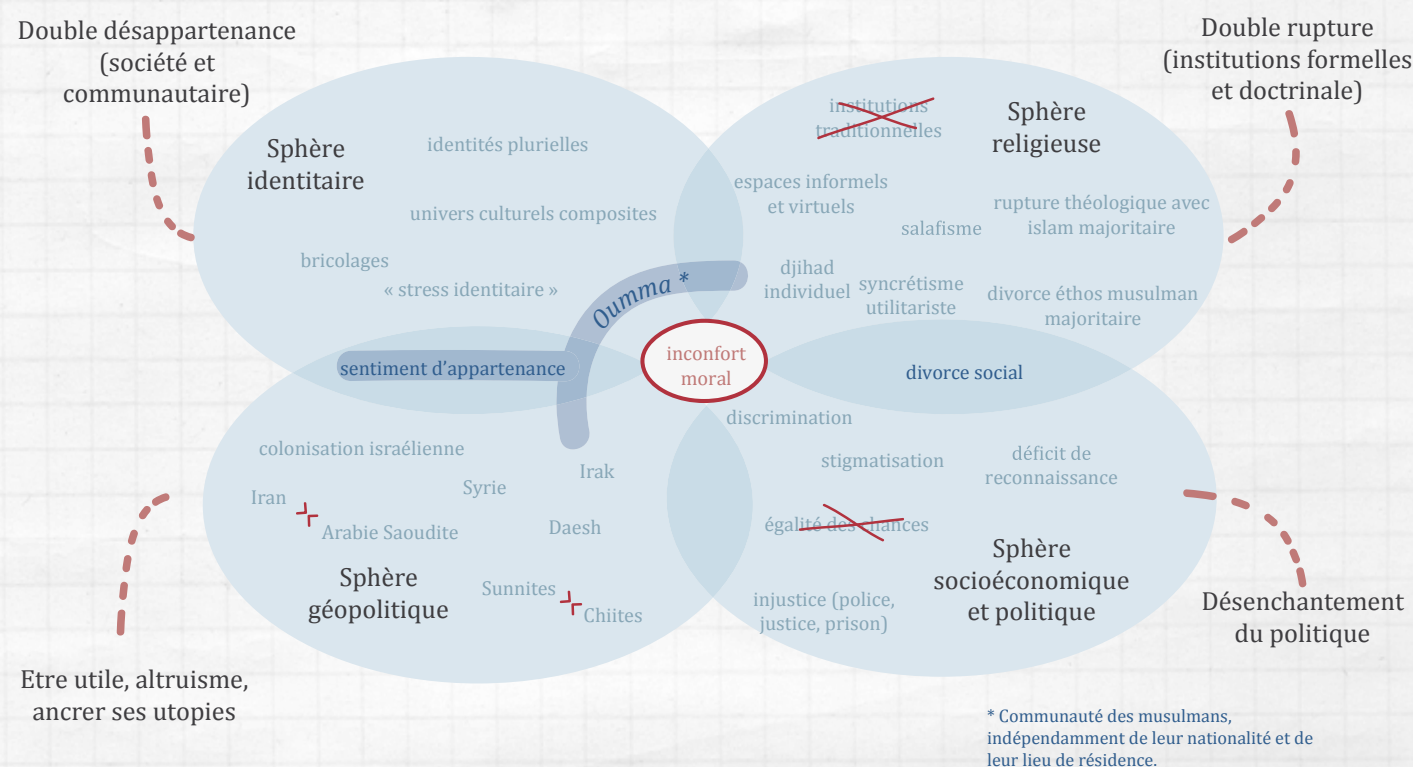 Double désappartenance
(société et
communautaire)
Double rupture
(institutions formelles
et doctrinale)
Sphère
identitaire
identités plurielles
univers culturels composites
bricolages
« stress identitaire »
institutions
traditionnelles
Sphère
religieuse
espaces informels
et virtuels
rupture théologique avec
islam majoritaire
salafisme
djihad
individuel
syncrétisme
utilitariste
divorce éthos musulman
majoritaire
Oumma *
sentiment d'appartenance
inconfort
moral
divorce social
colonisation israélienne
Iran
Arabie Saoudite
Syrie
Irak
Daesh
Sunnites
Chiites
Sphère
géopolitique
discrimination
stigmatisation
déficit de
reconnaissance
égalité des chances
injustice (police,
justice, prison)
Sphère
socioéconomique
et politique
Etre utile, altruisme,
ancrer ses utopies
Désenchantement
du politique
* Communauté des musulmans,
indépendamment de leur nationalité et de
leur lieu de résidence.